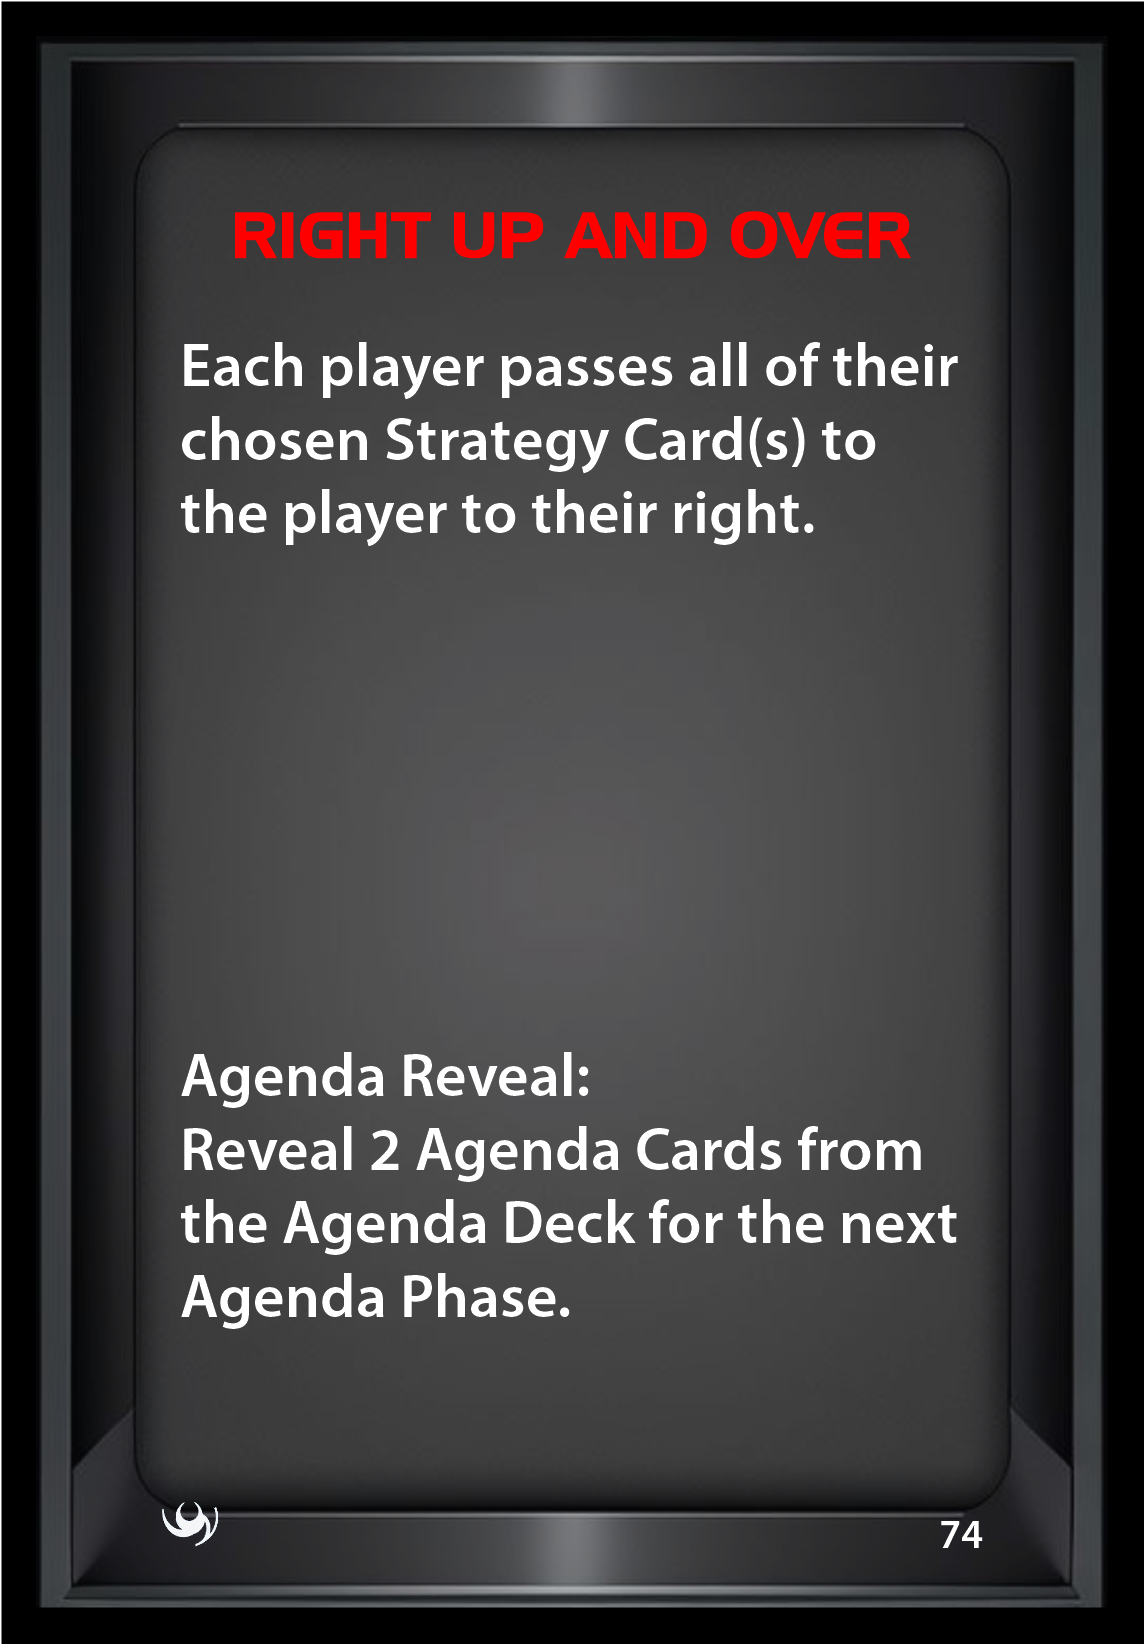 RIGHT UP AND OVER
Each player passes all of their
chosen Strategy Card(s) to
the player to their right.
Agenda Reveal:
Reveal 2 Agenda Cards from
the Agenda Deck for the next
Agenda Phase.
74